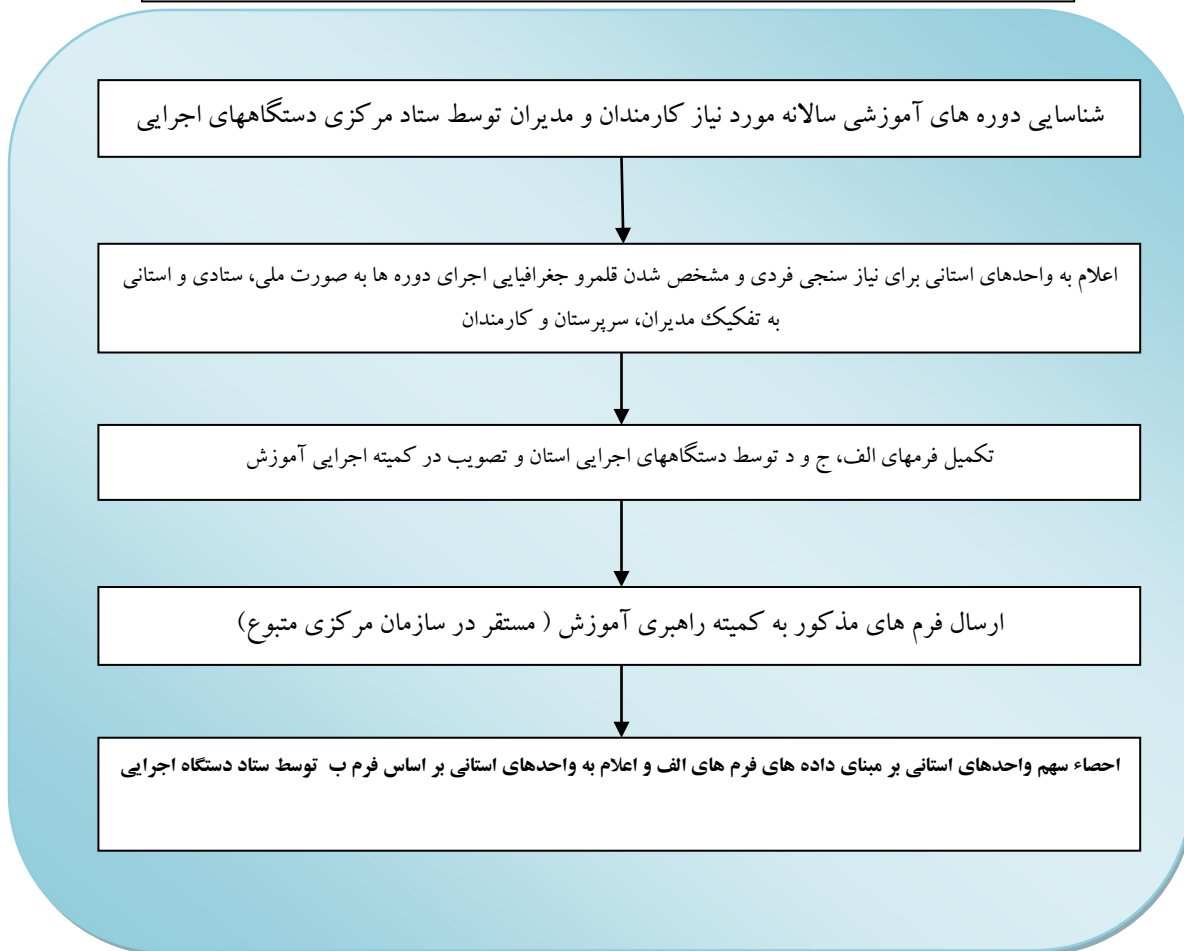 شناسایی دوره های آموزشی سالانه مورد نیاز کارمندان و مدیران توسط ستاد مرکزی دستگاههای اجرایی
اعلام به واحدهای استانی برای نیاز سنجی فردی و مشخص شدن قلمرو جغرافیایی اجرای دوره ها به صورت ملی، ستادی و استانی
به تفکیک مدیران، سرپرستان و کارمندان
تکمیل فرمهای الف، ج و د توسط دستگاههای اجرایی استان و تصویب در کمیته اجرایی آموزش
ارسال فرم های مذکور به کمیته راهبری آموزش ( مستقر در سازمان مرکزی متبوع)
احصاء سهم واحدهای استانی بر مبنای داده های فرم های الف و اعلام به واحدهای استانی بر اساس فرم ب توسط ستاد دستگاه اجرایی